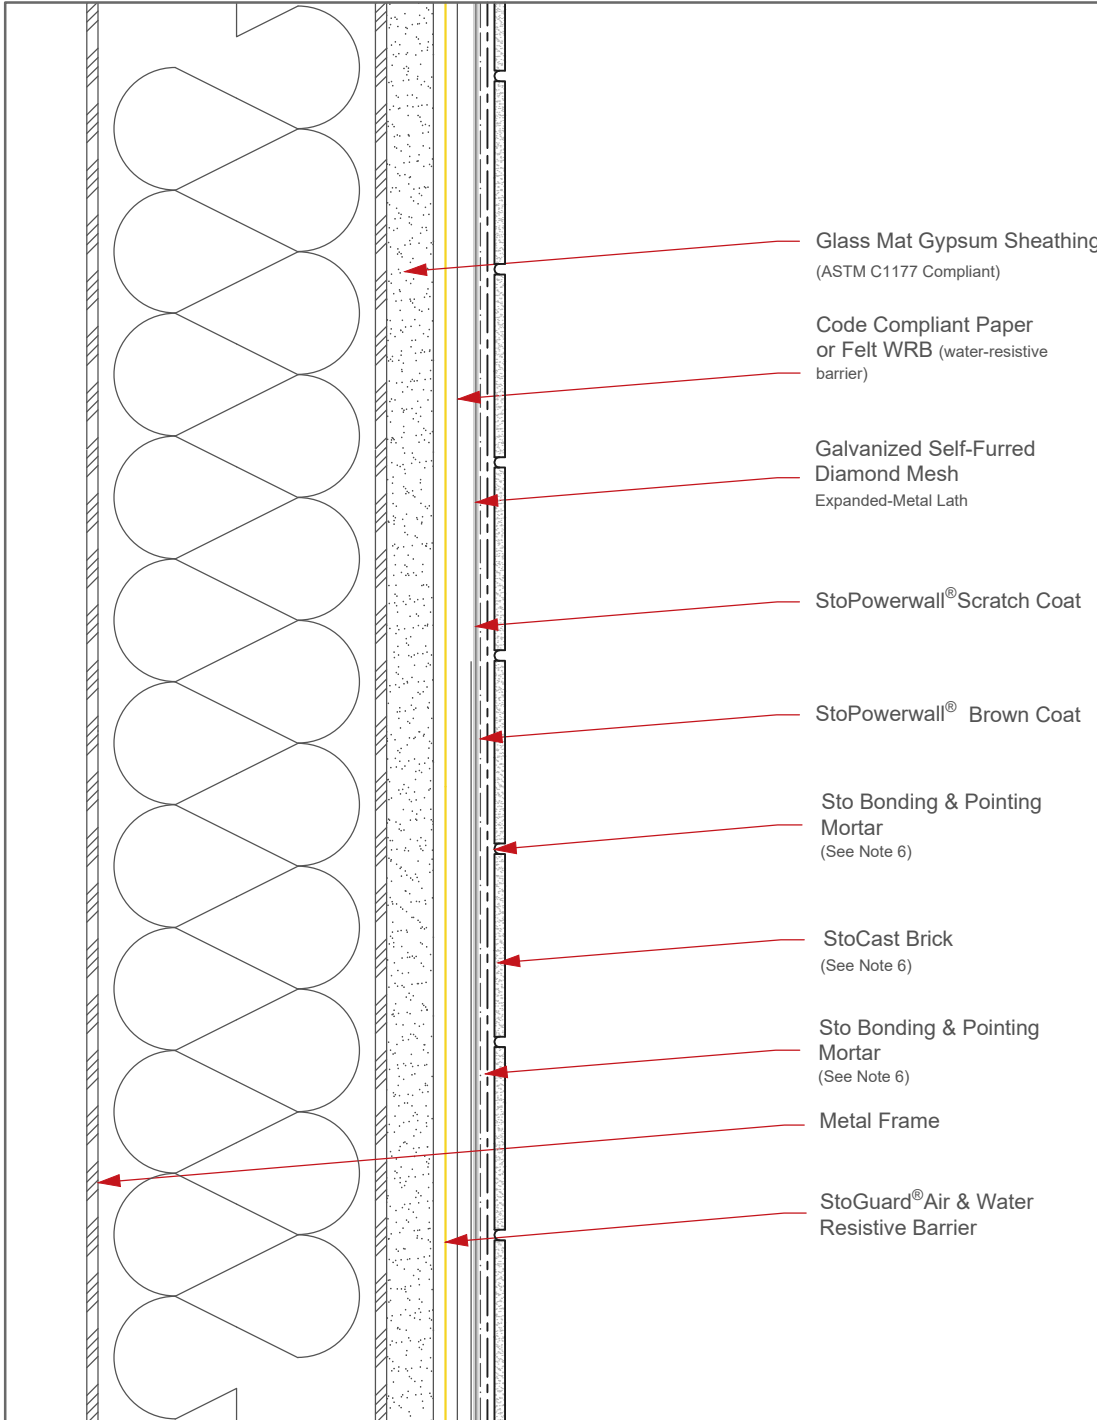 Glass Mat Gypsum Sheathing
(ASTM C1177 Compliant)
Code Compliant Paper
or Felt WRB (water-resistive
barrier)
Galvanized Self-Furred
Diamond Mesh
Expanded-Metal Lath
StoPowerwall®Scratch Coat
StoPowerwall® Brown Coat
Sto Bonding & Pointing
Mortar
(See Note 6)
StoCast Brick
(See Note 6)
Sto Bonding & Pointing
Mortar
(See Note 6)
Metal Frame
StoGuard®Air & Water
Resistive Barrier